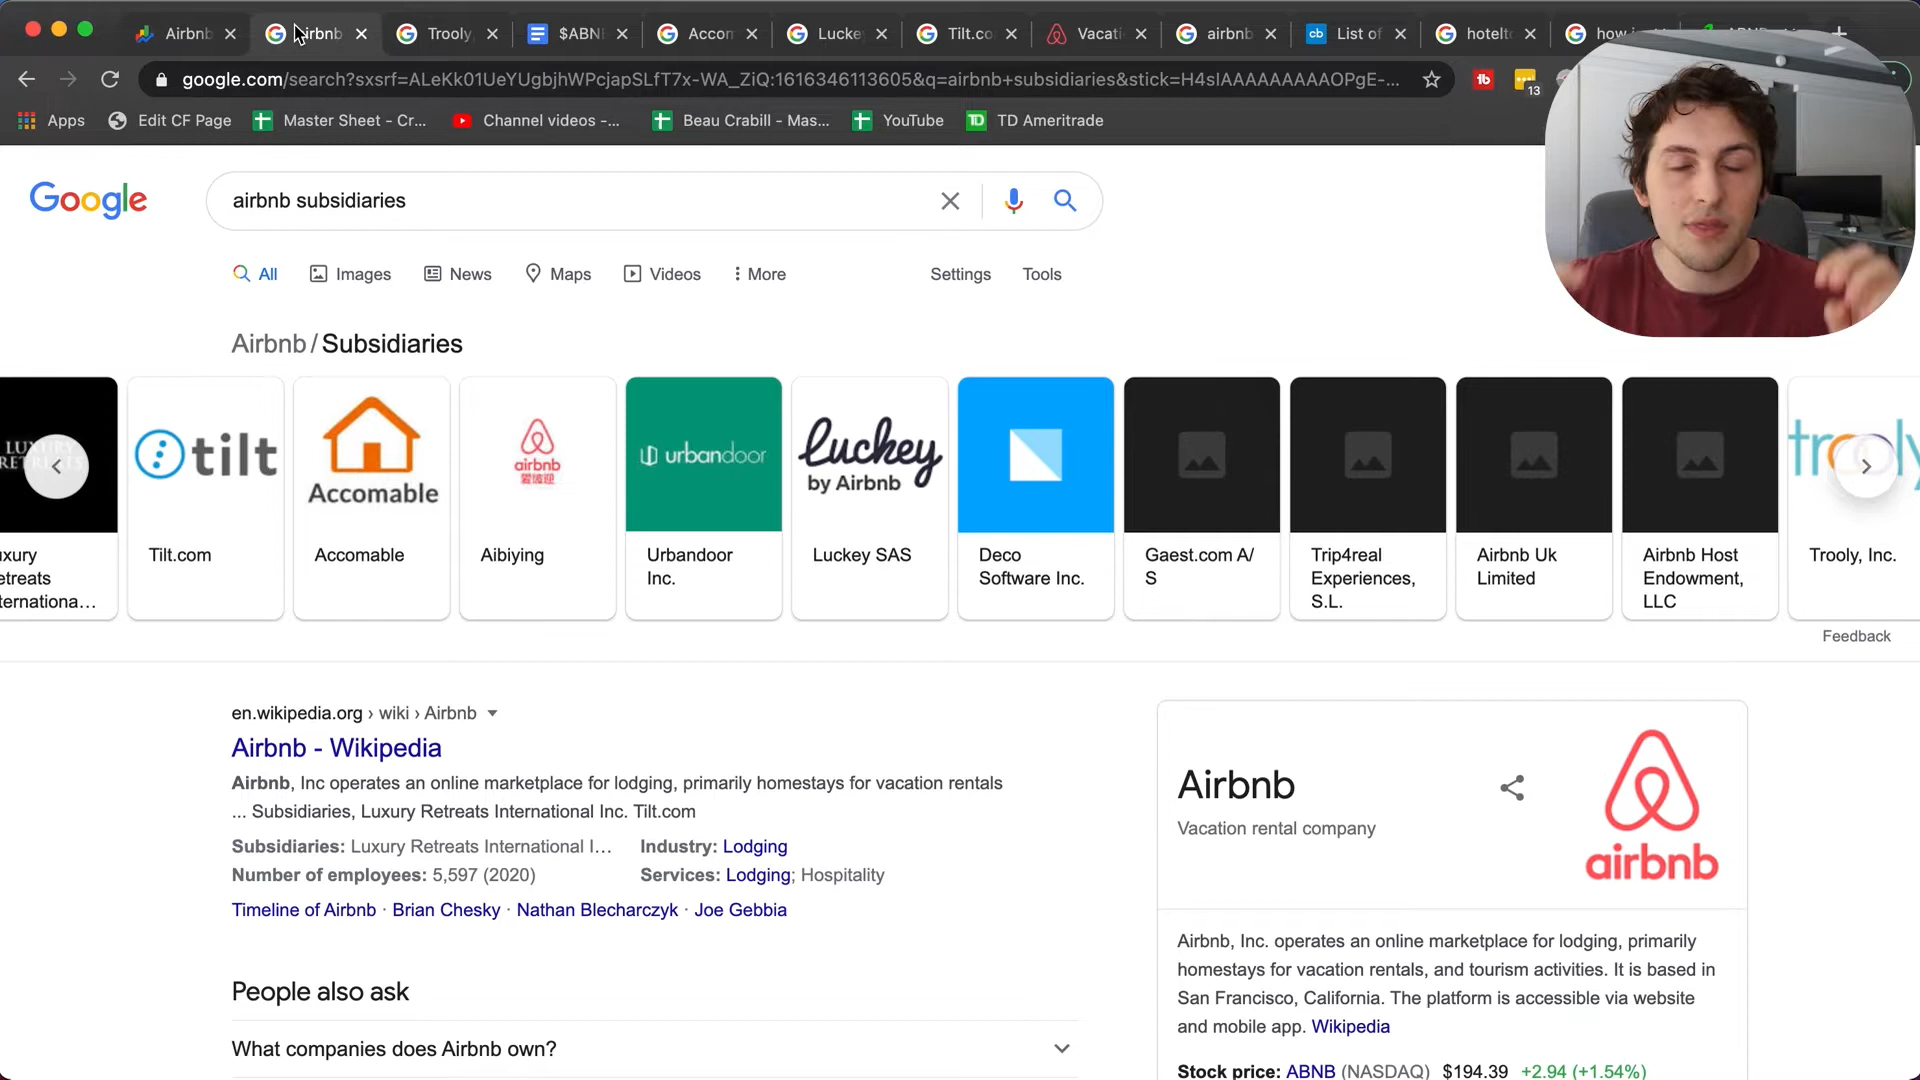 Airbnb
Airbnb
Trooly
$ABN
Accom
Lucke
Tilt.co
Vacati
airbnb
List of
hotelto
how
google.com/search?sxsrf=ALeKk01UeYUgbjhWPcjapSLfT7x-WA_ZiQ:1616346113605&q=airbnb+subsidiaries&stick=H4sIAAAAAAAAAOPgE-...
13
Apps
Edit CF Page
Master Sheet - Cr...
Channel videos -...
Beau Crabill - Mas...
YouTube
TD Ameritrade
Google
airbnb subsidiaries
All
Images
News
Maps
Videos
More
Settings
Tools
Airbnb / Subsidiaries
LUXURY
RETREATS
tilt
Accomable
airbnb
爱彼迎
urbandoor
luckey
by Airbnb
trooly
uxury
etreats
ternationa...
Tilt.com
Accomable
Aibiying
Urbandoor
Inc.
Luckey SAS
Deco
Software Inc.
Gaest.com A/
S
Trip4real
Experiences,
S.L.
Airbnb Uk
Limited
Airbnb Host
Endowment,
LLC
Trooly, Inc.
Feedback
en.wikipedia.org › wiki › Airbnb
Airbnb - Wikipedia
Airbnb, Inc operates an online marketplace for lodging, primarily homestays for vacation rentals
... Subsidiaries, Luxury Retreats International Inc. Tilt.com
Subsidiaries: Luxury Retreats International I... Industry: Lodging
Number of employees: 5,597 (2020) Services: Lodging; Hospitality
Timeline of Airbnb · Brian Chesky · Nathan Blecharczyk · Joe Gebbia
People also ask
What companies does Airbnb own?
Airbnb
Vacation rental company
airbnb
Airbnb, Inc. operates an online marketplace for lodging, primarily
homestays for vacation rentals, and tourism activities. It is based in
San Francisco, California. The platform is accessible via website
and mobile app. Wikipedia
Stock price: ABNB (NASDAQ) $194.39 +2.94 (+1.54%)